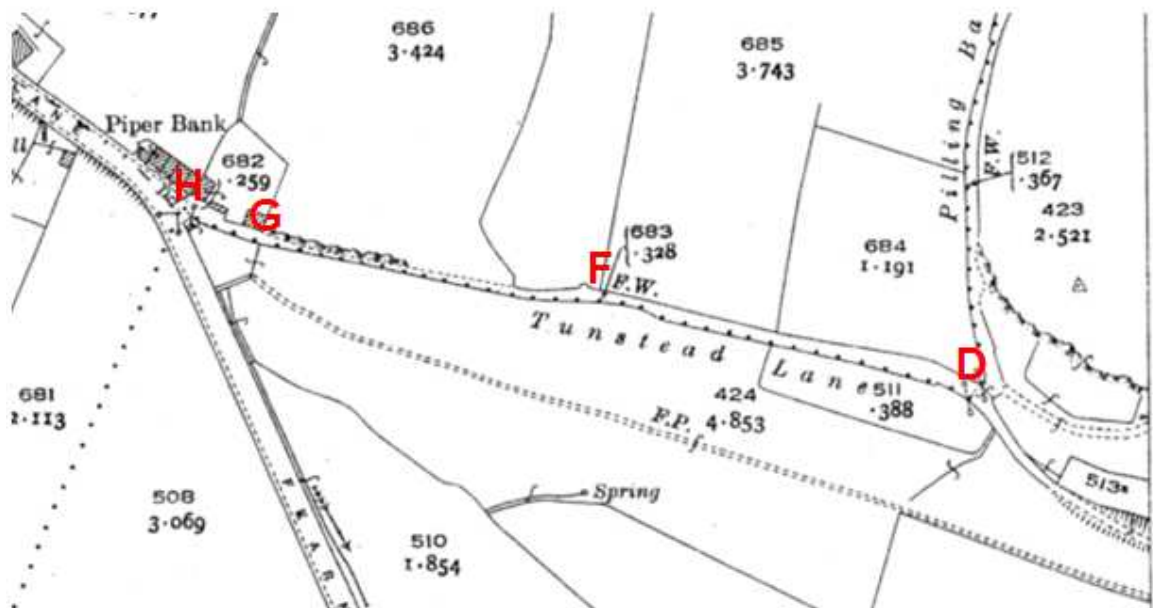 686
3·424
685
3·743
Pilling Ba
F.W.
512
·367
423
2·521
Piper Bank
682
·259
H
G
683
·328
F
F.W.
684
1·191
Tunstead Lane
D
511
·388
424
4·853
F.P.
681
2·113
508
3·069
Spring
510
1·854
513a